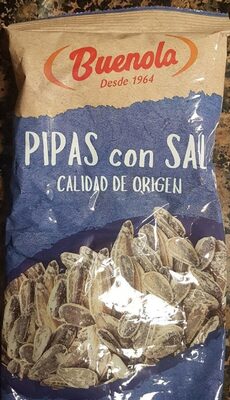 Buenola
Desde 1964
PIPAS con SAL
CALIDAD DE ORIGEN